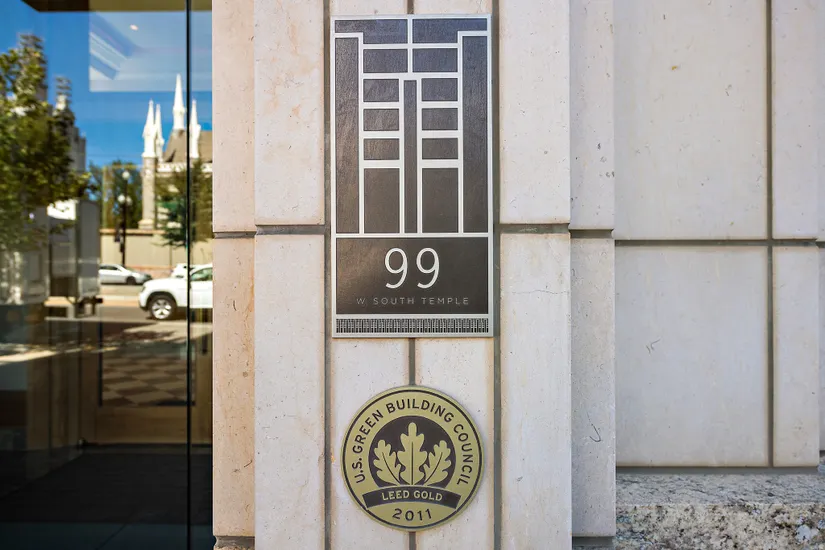 99
W SOUTH TEMPLE
U.S. GREEN BUILDING COUNCIL
LEED GOLD
2011